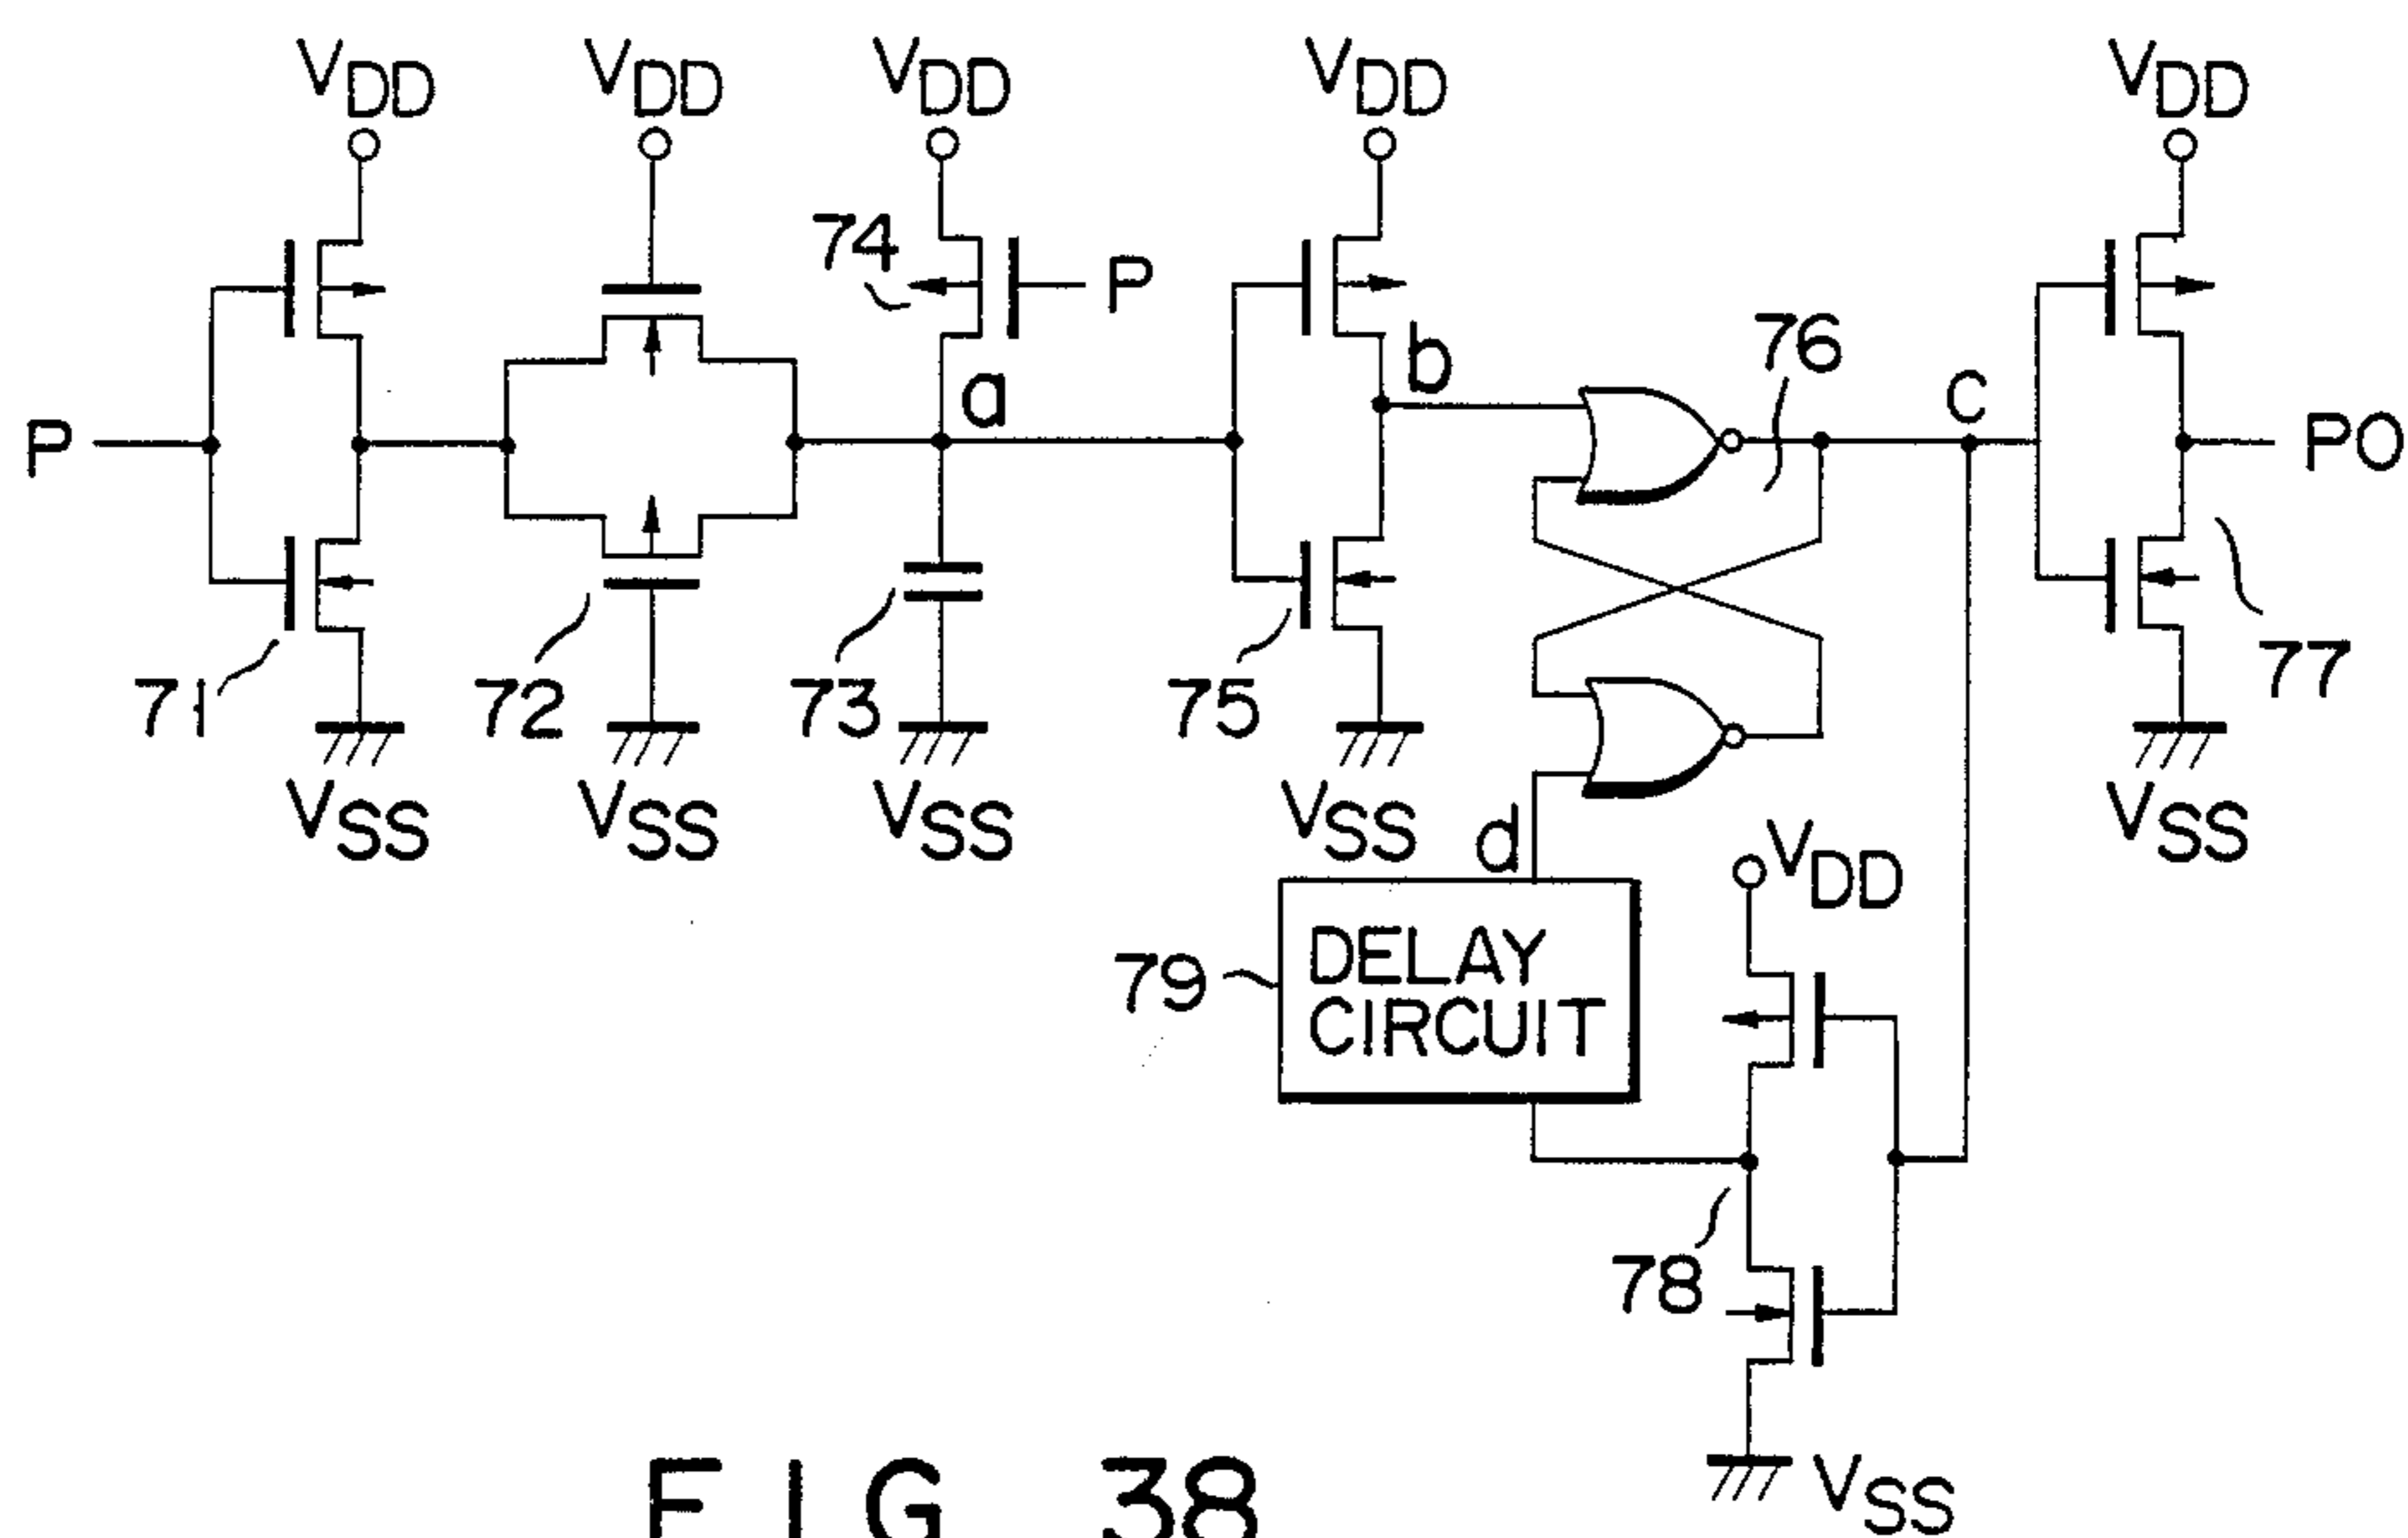 VDD VDD VDD VDD VDD
74 P
a b 76 c
P PO
71 72 73 75 77
VSS VSS VSS VSS VSS
d VDD
79 DELAY
CIRCUIT
78
VSS
FIG 38